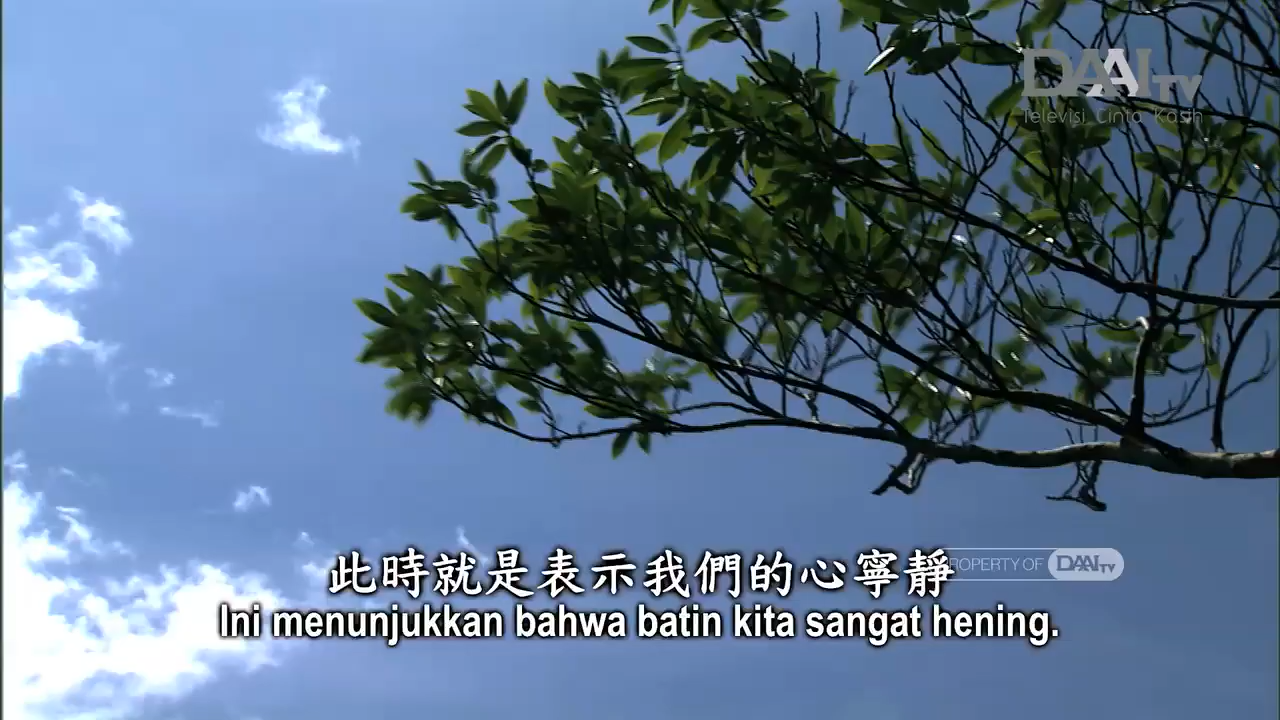 DAAI TV
Televisi Cinta Kasih
此時就是表示我們的心寧靜
PROPERTY OF DAAI TV
Ini menunjukkan bahwa batin kita sangat hening.